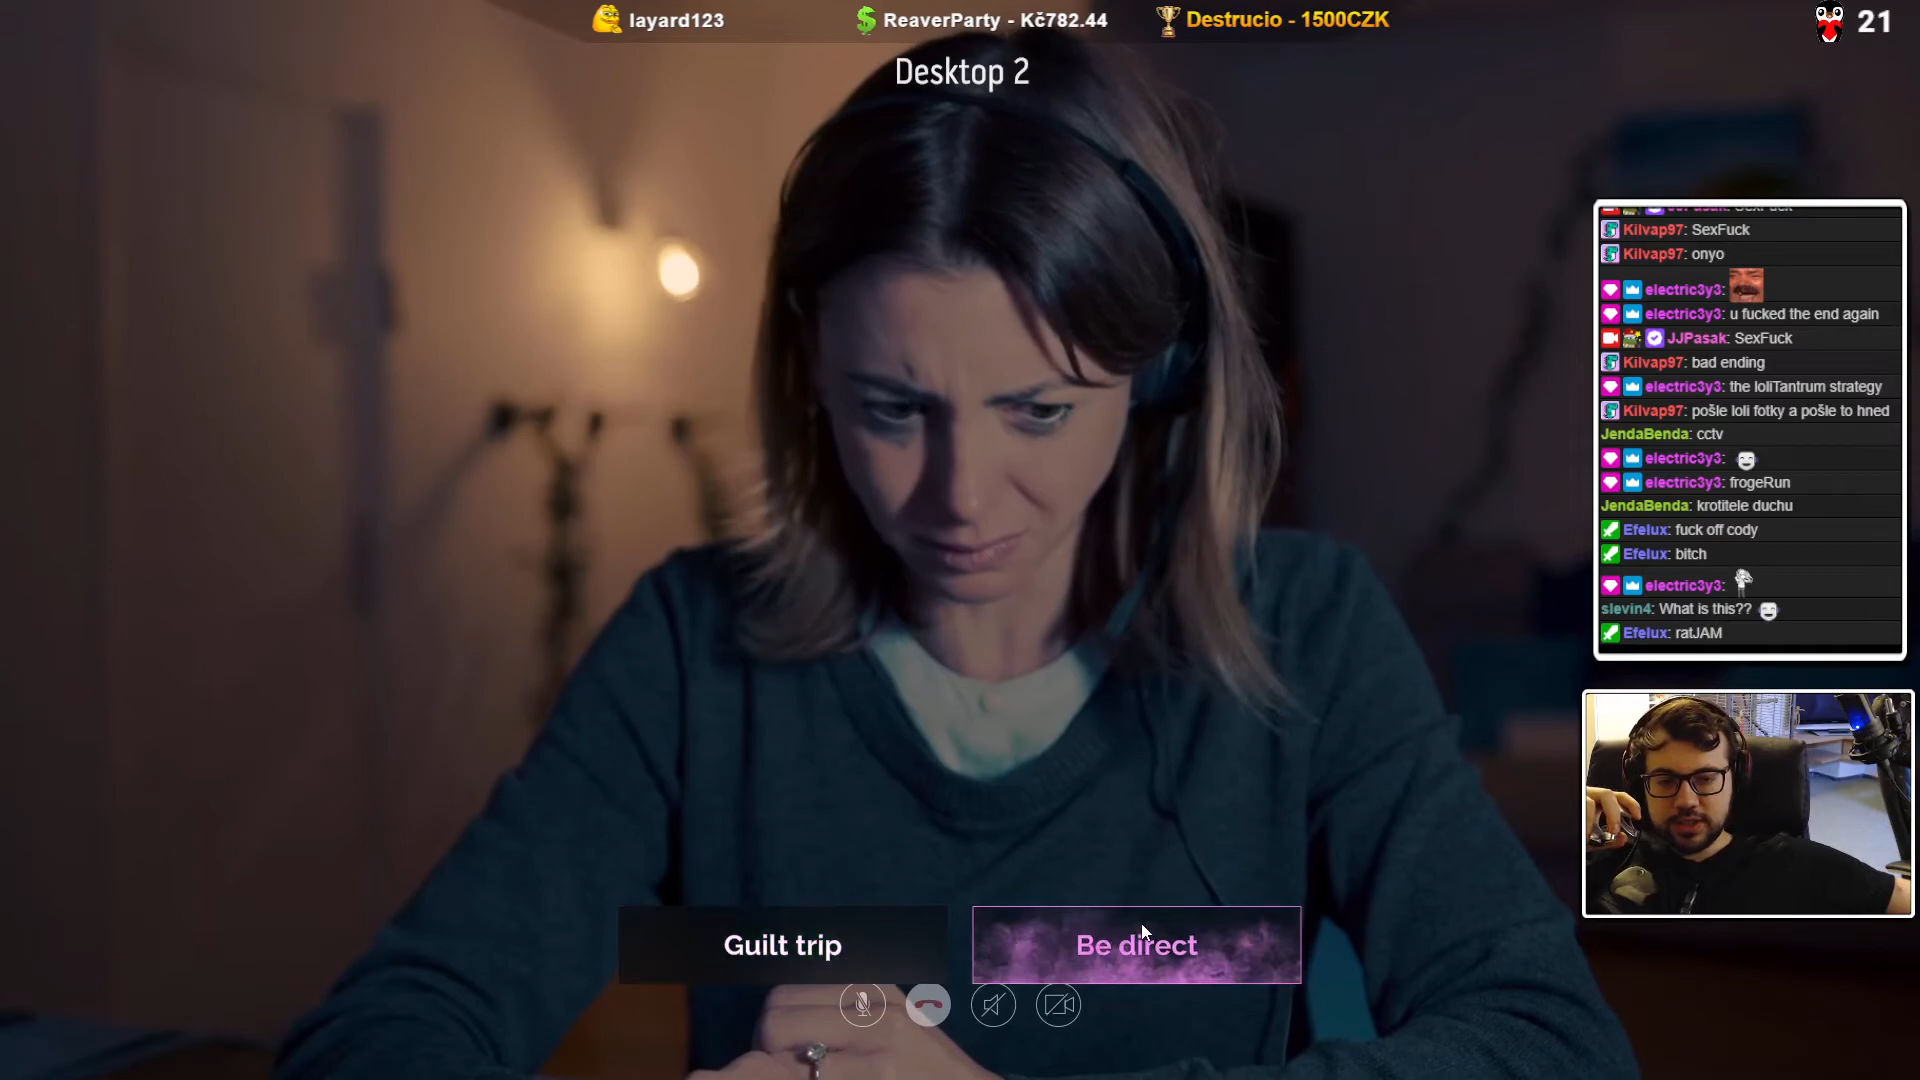 layard123
ReaverParty - Kč782.44
Destrucio - 1500CZK
21
Desktop 2
Kilvap97: SexFuck
Kilvap97: onyo
electric3y3:
electric3y3: u fucked the end again
JJPasak: SexFuck
Kilvap97: bad ending
electric3y3: the loliTantrum strategy
Kilvap97: pošle loli fotky a pošle to hned
JendaBenda: cctv
electric3y3:
electric3y3: frogeRun
JendaBenda: krotitele duchu
Efelux: fuck off cody
Efelux: bitch
electric3y3:
slevin4: What is this??
Efelux: ratJAM
Guilt trip
Be direct